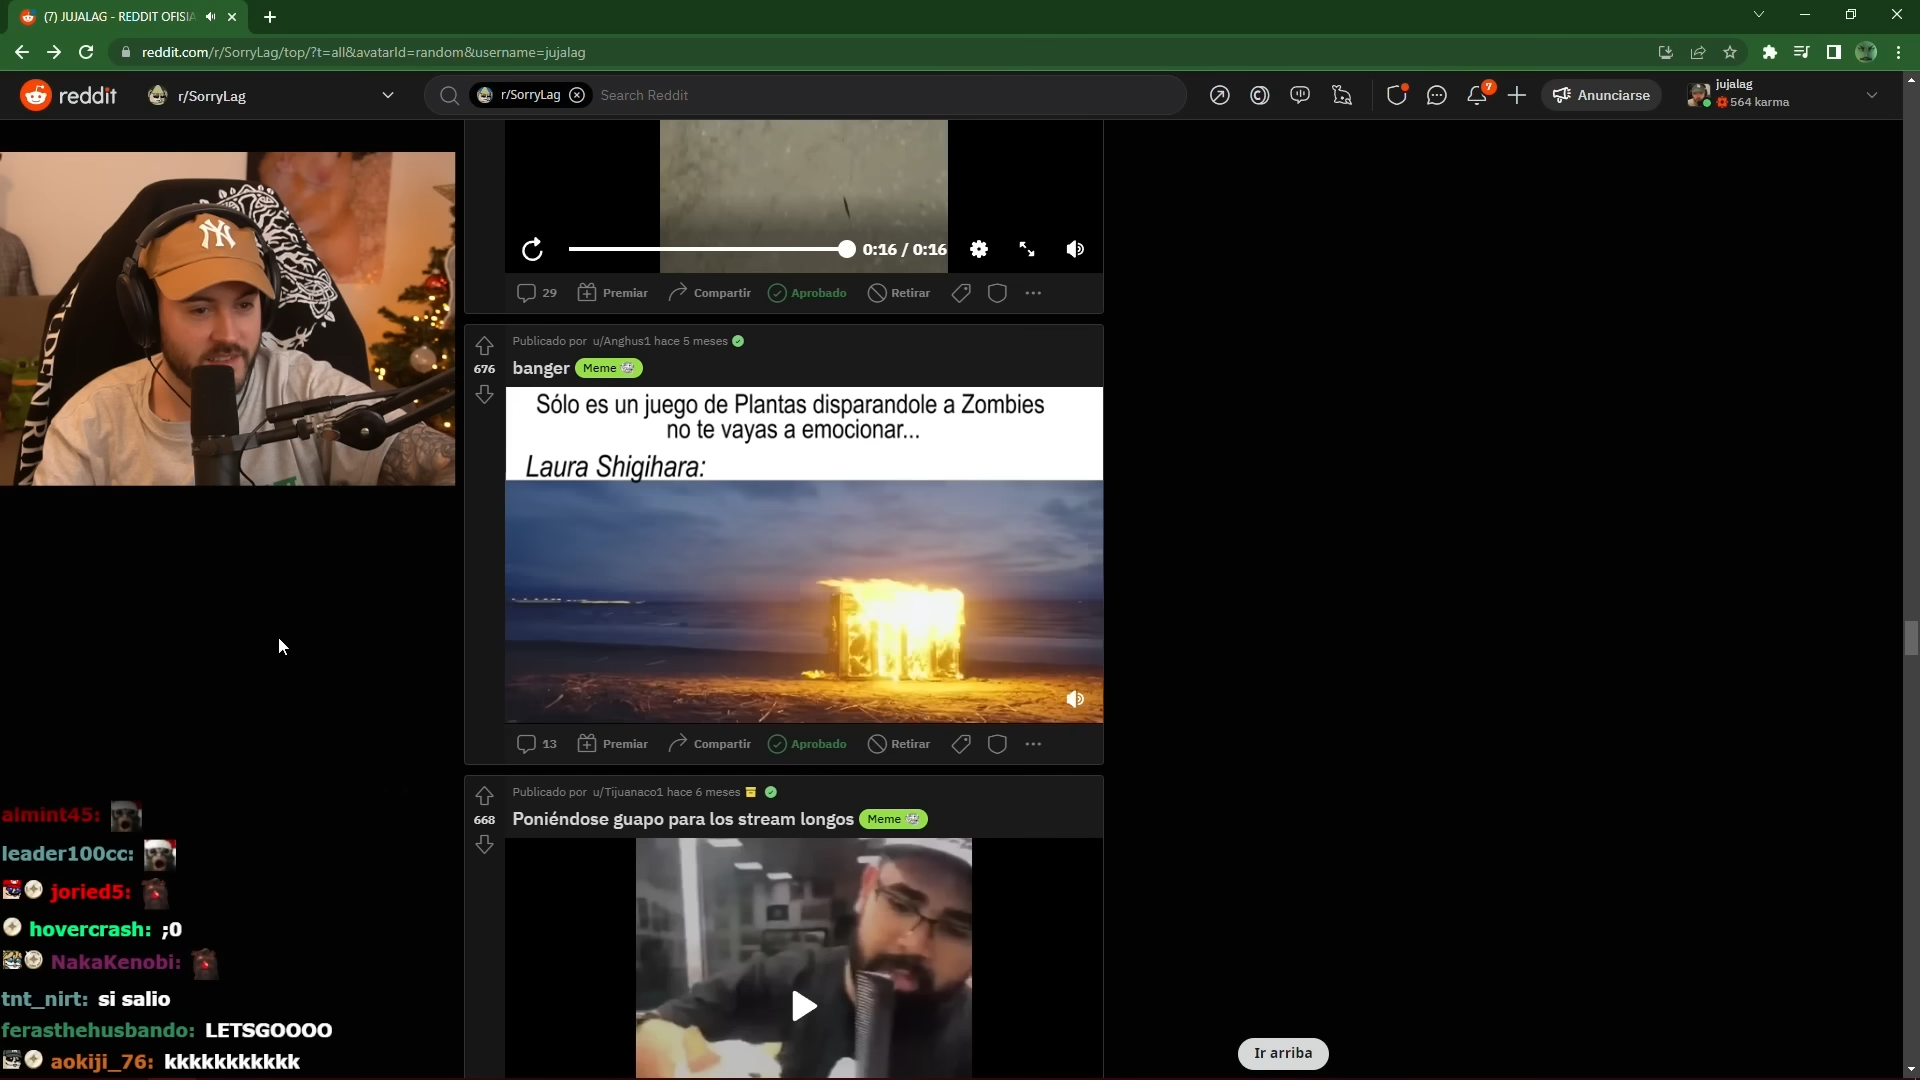 (7) JUJALAG - REDDIT OFISIA
reddit.com/r/SorryLag/top/?t=all&avatarId=random&username=jujalag
reddit
r/SorryLag
r/SorryLag
Search Reddit
7
Anunciarse
jujalag
564 karma
0:16 / 0:16
29
Premiar
Compartir
Aprobado
Retirar
Publicado por u/Anghus1 hace 5 meses
676
banger
Meme
Sólo es un juego de Plantas disparandole a Zombies
no te vayas a emocionar...
Laura Shigihara:
13
Premiar
Compartir
Aprobado
Retirar
Publicado por u/Tijuanaco1 hace 6 meses
668
Poniéndose guapo para los stream longos
Meme
almint45:
leader100cc:
joried5:
hovercrash: ;0
NakaKenobi:
tnt_nirt: si salio
ferasthehusbando: LETSGOOOO
aokiji_76: kkkkkkkkkkk
Ir arriba
NY